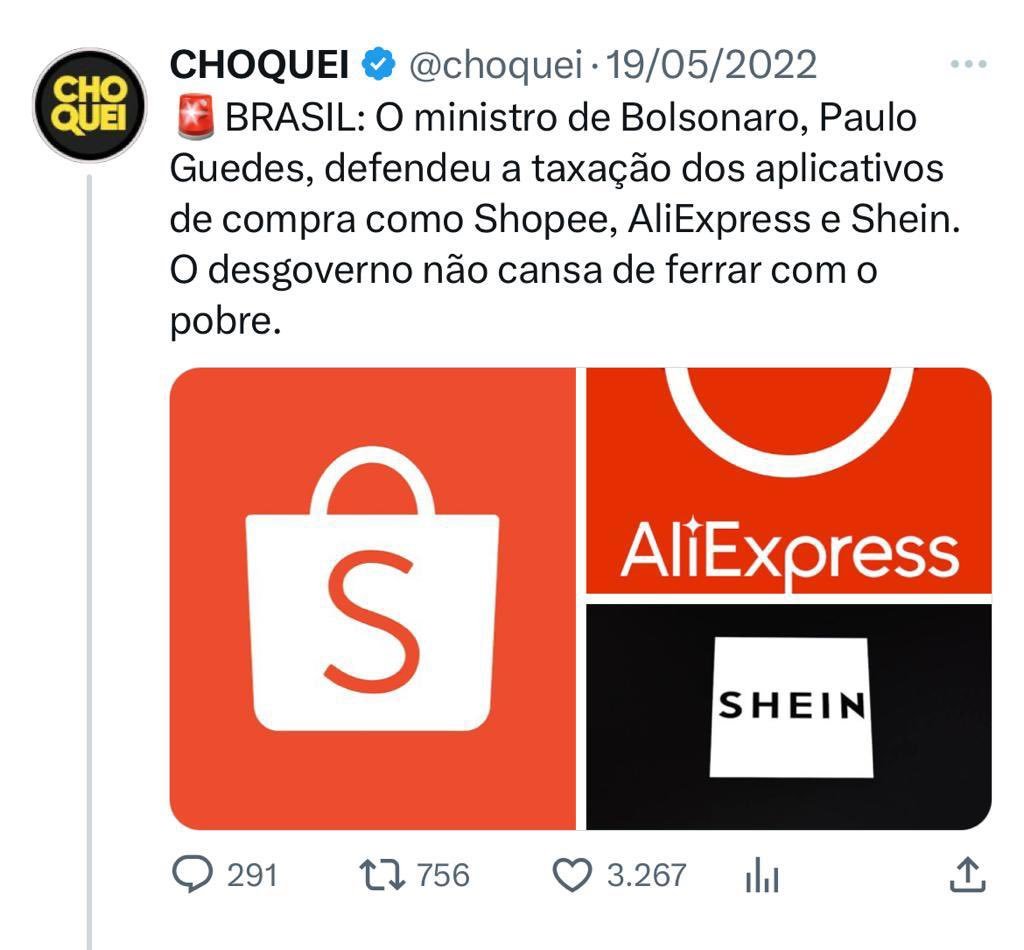 CHO
QUEI
CHOQUEI @choquei · 19/05/2022
🚨 BRASIL: O ministro de Bolsonaro, Paulo
Guedes, defendeu a taxação dos aplicativos
de compra como Shopee, AliExpress e Shein.
O desgoverno não cansa de ferrar com o
pobre.
S
AliExpress
SHEIN
291 756 3.267